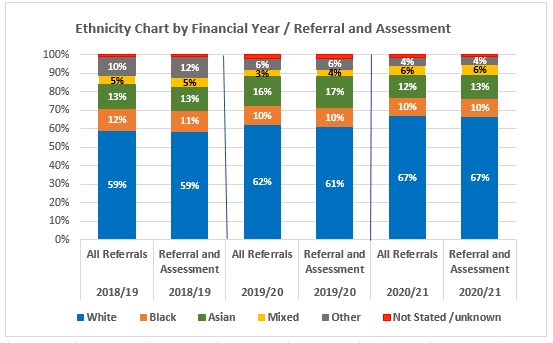 Ethnicity Chart by Financial Year / Referral and Assessment
100%
90%
80%
70%
60%
50%
40%
30%
20%
10%
0%
10% 12% 6% 6% 4% 4%
5% 5% 3% 4% 6% 6%
13% 13% 16% 17% 12% 13%
12% 11% 10% 10% 10% 10%
59% 59% 62% 61% 67% 67%
All Referrals Referral and All Referrals Referral and All Referrals Referral and
Assessment Assessment Assessment
2018/19 2018/19 2019/20 2019/20 2020/21 2020/21
White Black Asian Mixed Other Not Stated /unknown